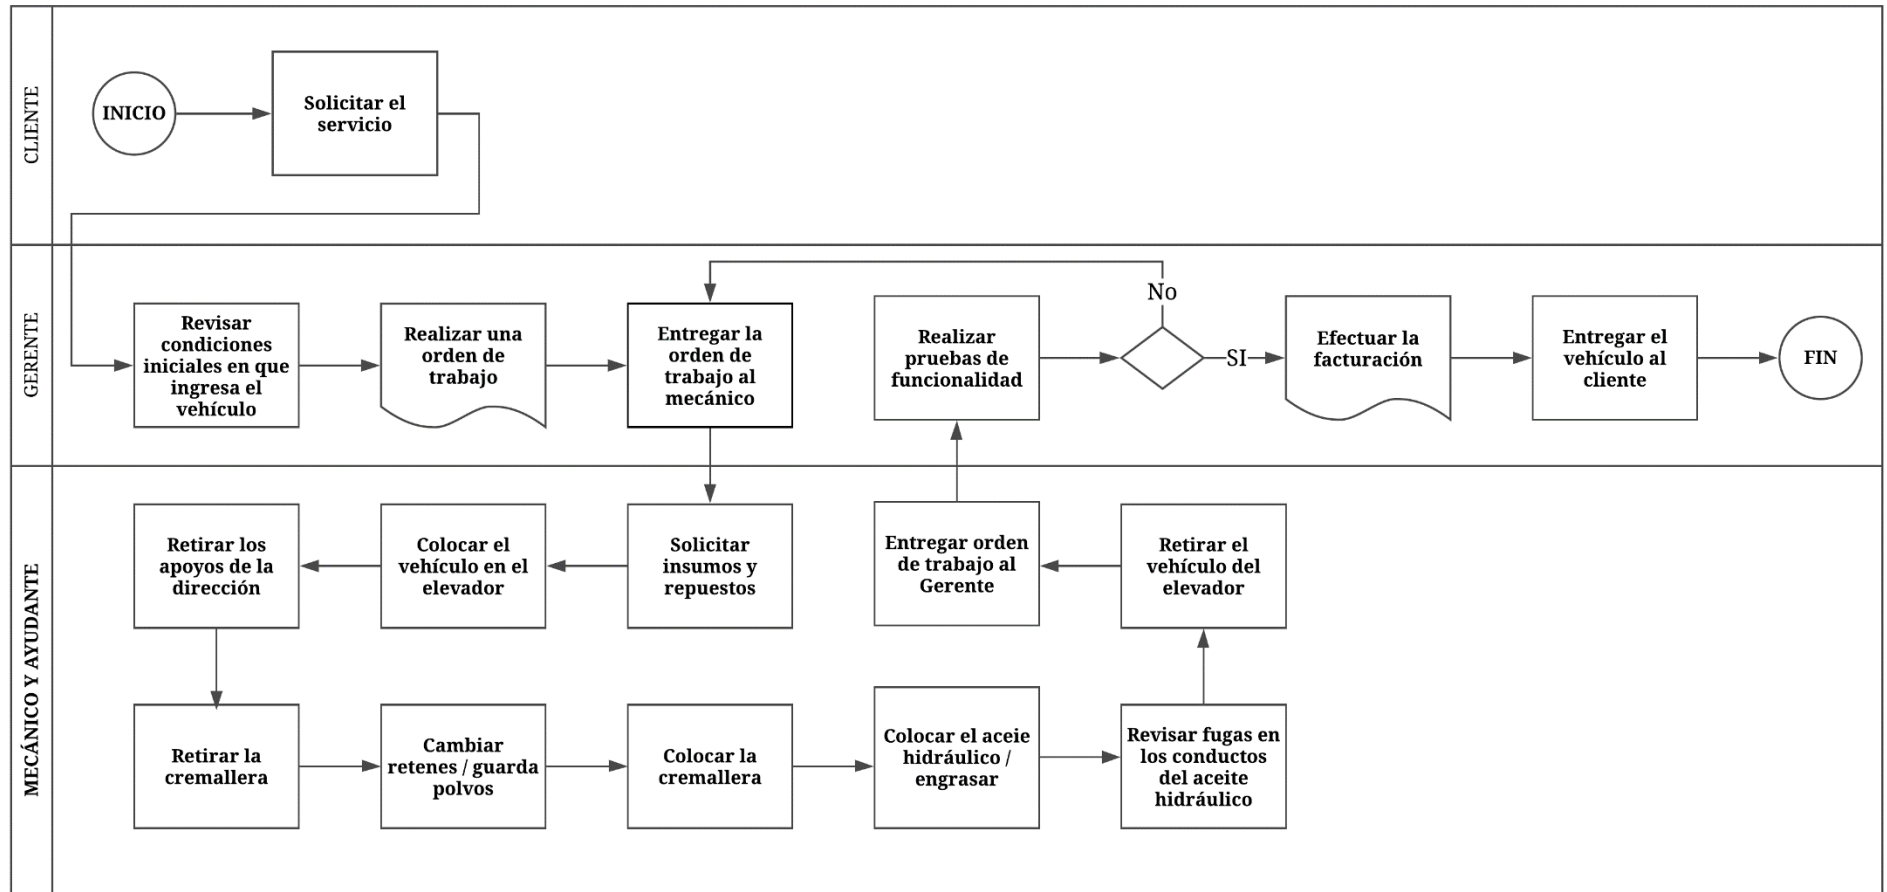 CLIENTE
INICIO
Solicitar el
servicio
GERENTE
Revisar
condiciones
iniciales en que
ingresa el
vehículo
Realizar una
orden de
trabajo
Entregar la
orden de
trabajo al
mecánico
Realizar
pruebas de
funcionalidad
No
SI
Efectuar la
facturación
Entregar el
vehículo al
cliente
FIN
MECÁNICO Y AYUDANTE
Retirar los
apoyos de la
dirección
Colocar el
vehículo en el
elevador
Solicitar
insumos y
repuestos
Entregar orden
de trabajo al
Gerente
Retirar el
vehículo del
elevador
Retirar la
cremallera
Cambiar
retenes / guarda
polvos
Colocar la
cremallera
Colocar el aceie
hidráulico /
engrasar
Revisar fugas en
los conductos
del aceite
hidráulico